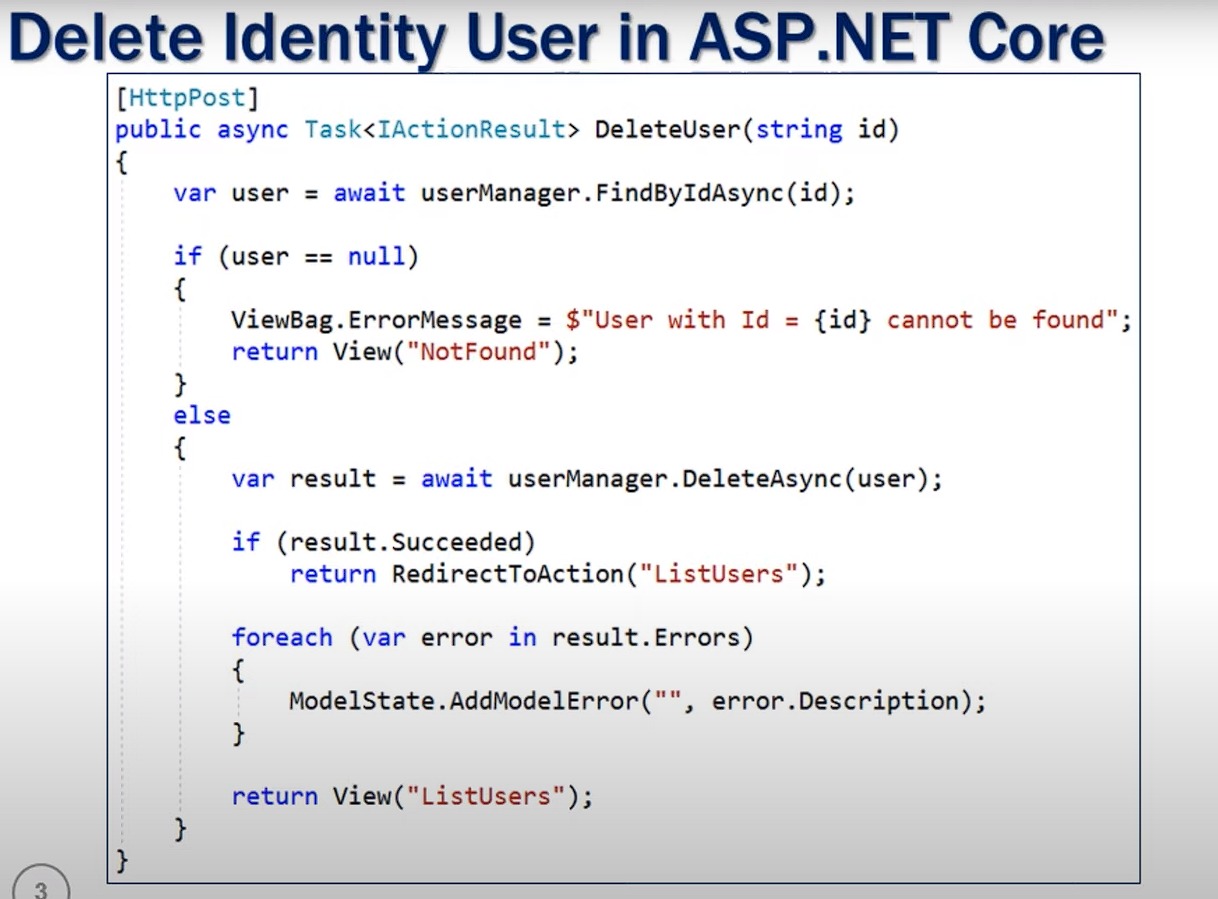 Delete Identity User in ASP.NET Core
[HttpPost]
public async Task<IActionResult> DeleteUser(string id)
{
    var user = await userManager.FindByIdAsync(id);

    if (user == null)
    {
        ViewBag.ErrorMessage = $"User with Id = {id} cannot be found";
        return View("NotFound");
    }
    else
    {
        var result = await userManager.DeleteAsync(user);

        if (result.Succeeded)
            return RedirectToAction("ListUsers");

        foreach (var error in result.Errors)
        {
            ModelState.AddModelError("", error.Description);
        }

        return View("ListUsers");
    }
}
3